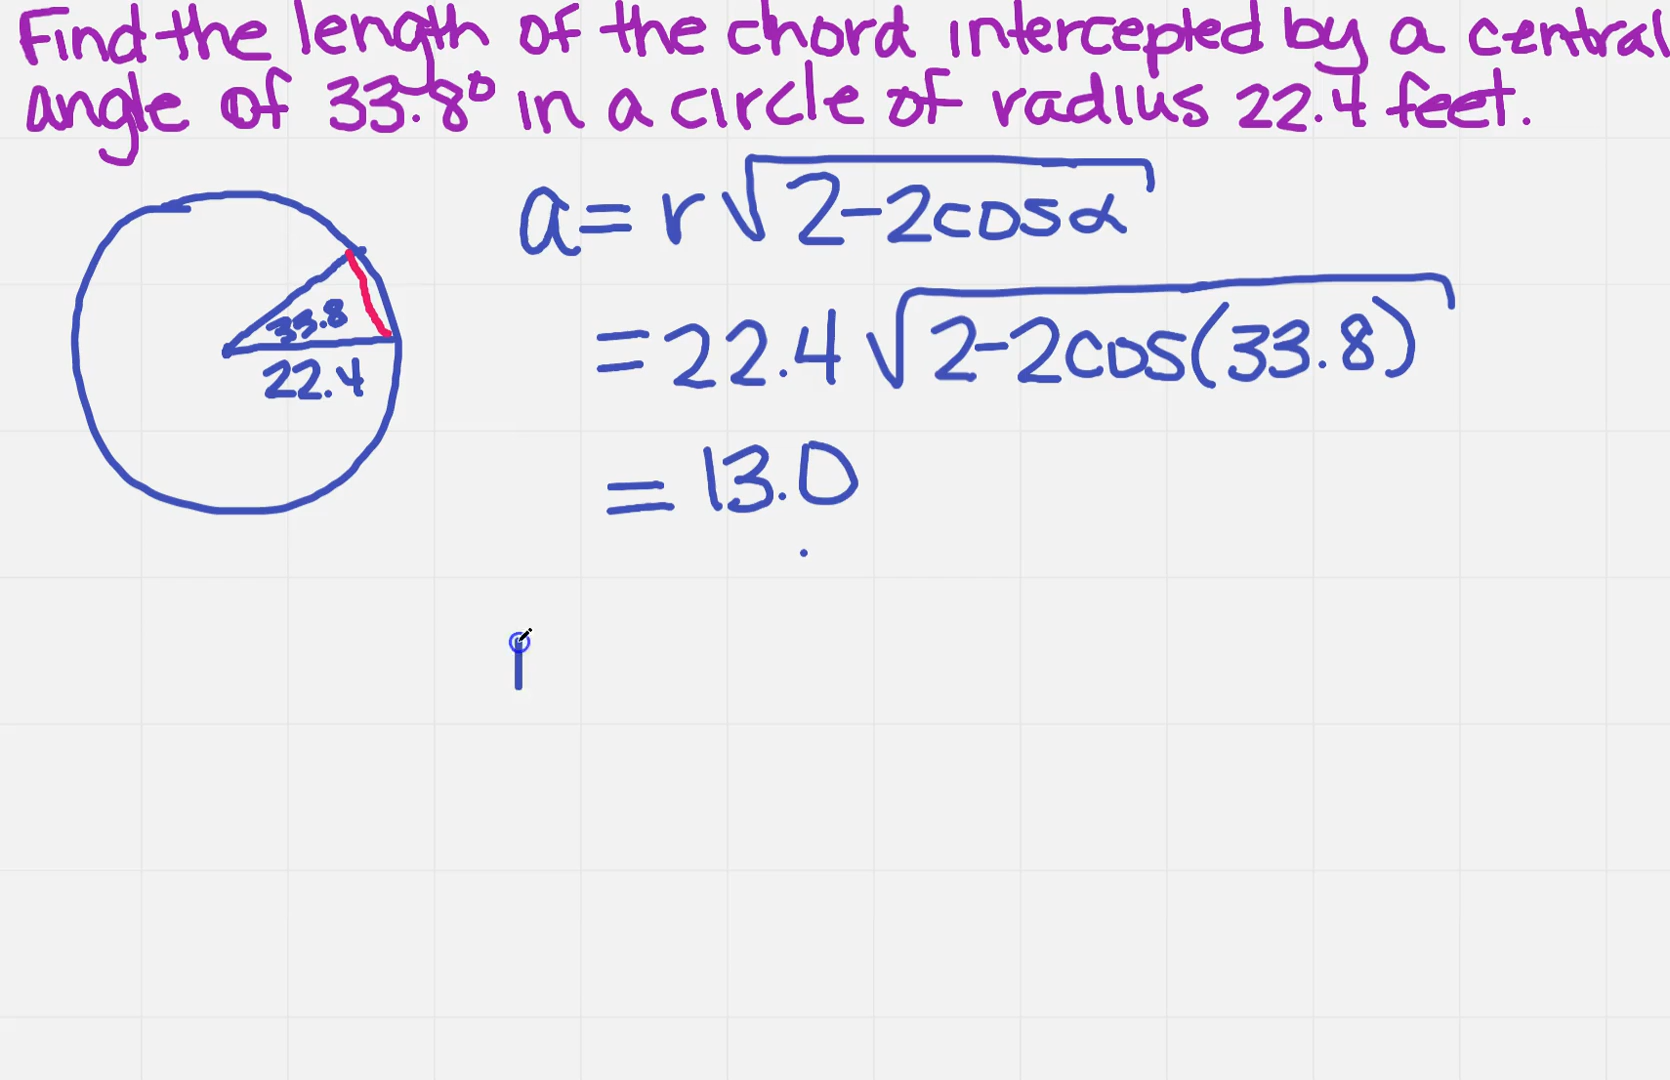 Find the length of the chord intercepted by a central
angle of 33.8° in a circle of radius 22.4 feet.
a = r√2-2cosα
33.8
22.4
= 22.4√2-2cos(33.8)
= 13.0